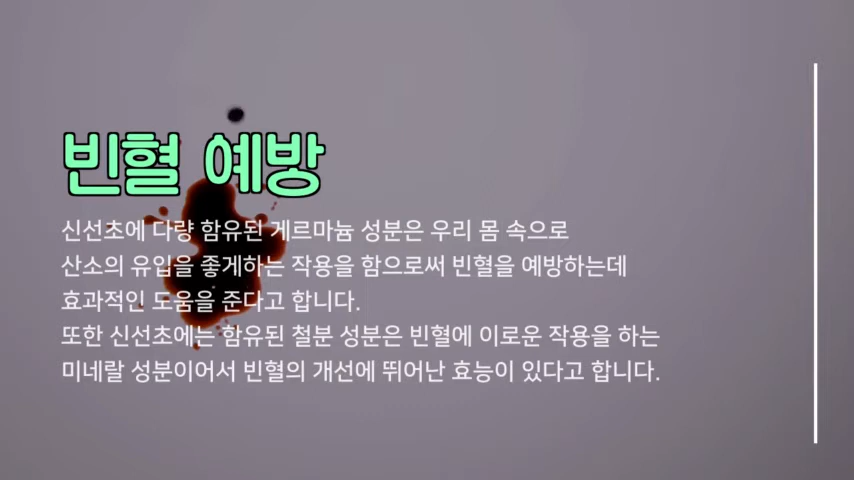 빈혈 예방
신선초에 다량 함유된 게르마늄 성분은 우리 몸 속으로
산소의 유입을 좋게하는 작용을 함으로써 빈혈을 예방하는데
효과적인 도움을 준다고 합니다.
또한 신선초에는 함유된 철분 성분은 빈혈에 이로운 작용을 하는
미네랄 성분이어서 빈혈의 개선에 뛰어난 효능이 있다고 합니다.